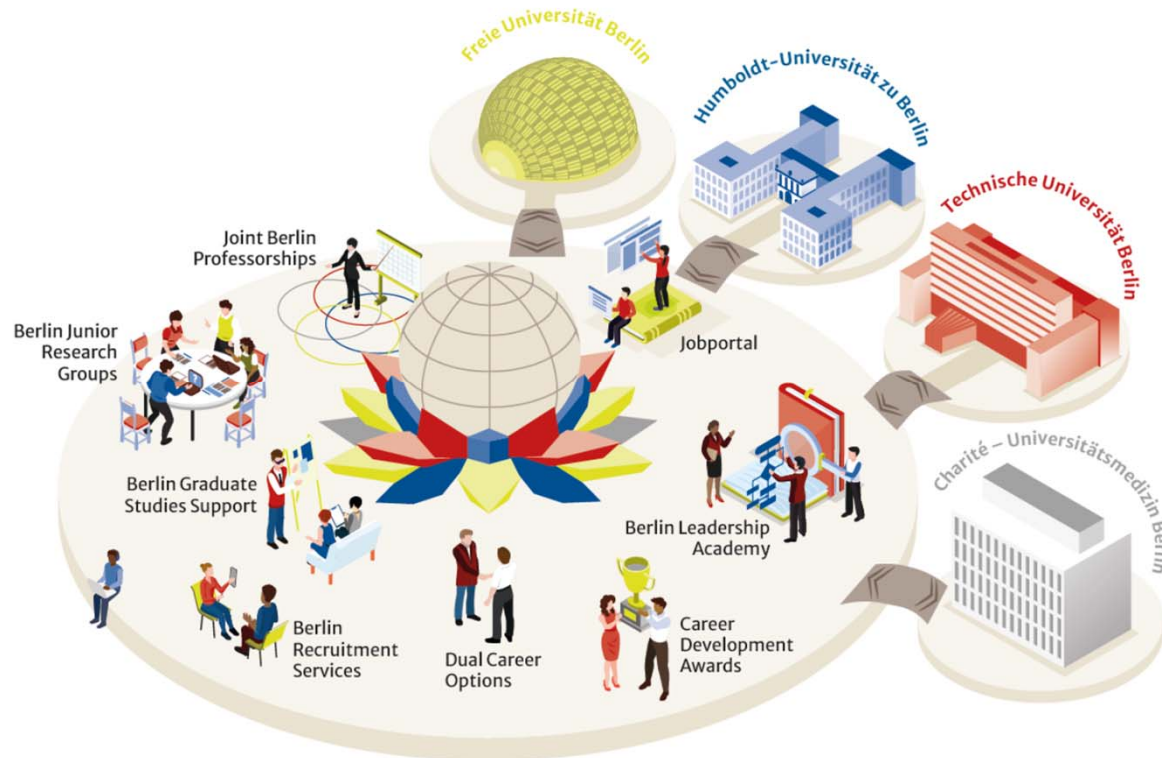 Freie Universität Berlin
Humboldt-Universität zu Berlin
Technische Universität Berlin
Charité – Universitätsmedizin Berlin
Joint Berlin
Professorships
Jobportal
Berlin Junior
Research
Groups
Berlin Graduate
Studies Support
Berlin Leadership
Academy
Berlin
Recruitment
Services
Dual Career
Options
Career
Development
Awards